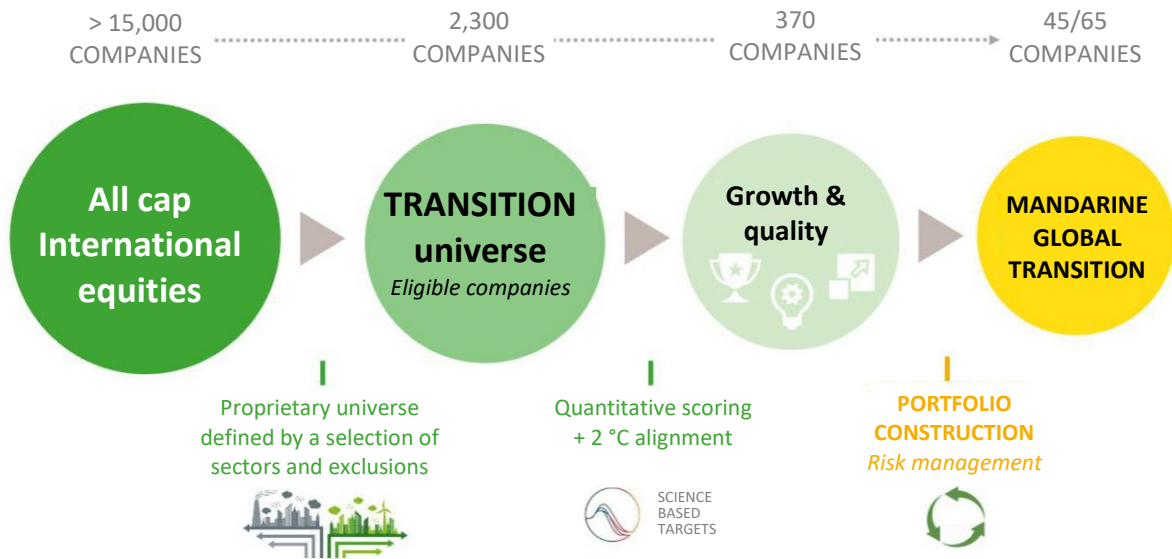 > 15,000
COMPANIES
2,300
COMPANIES
370
COMPANIES
45/65
COMPANIES
All cap
International
equities
TRANSITION
universe
Eligible companies
Growth &
quality
MANDARINE
GLOBAL
TRANSITION
Proprietary universe
defined by a selection of
sectors and exclusions
Quantitative scoring
+ 2 °C alignment
PORTFOLIO
CONSTRUCTION
Risk management
SCIENCE
BASED
TARGETS